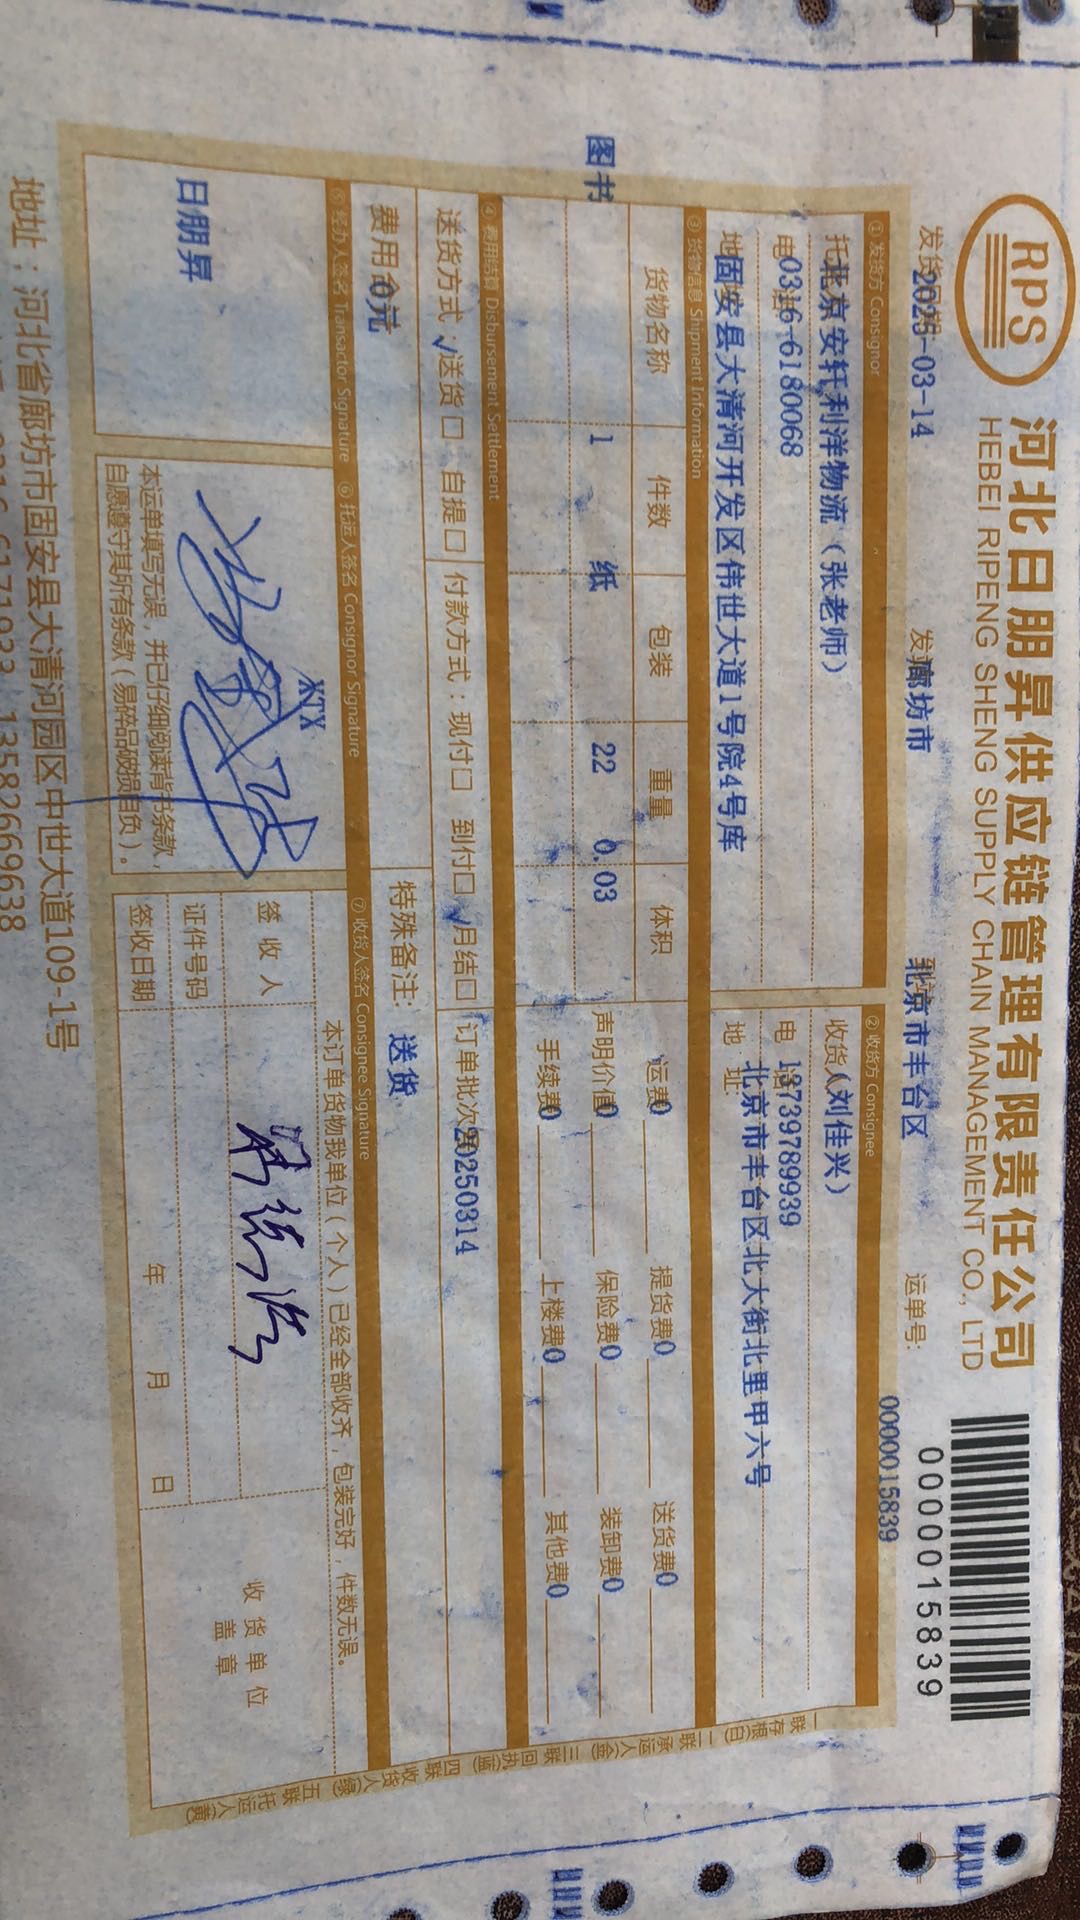 RPS
河北日朋昇供应链管理有限责任公司
HEBEI RIPENG SHENG SUPPLY CHAIN MANAGEMENT CO., LTD
0000015839
发货日期 2025-03-14 发站 廊坊市 到站 北京市丰台区 运单号: 0000015839
① 发货方 Consignor ② 收货方 Consignee
托 北京安轩利洋物流（张老师） 收货人 （刘佳兴）
电话 0316-6180068 电话 18739789939
地 固安县大清河开发区伟世大道1号院4号库 地址: 北京市丰台区北大街北里甲六号
③ 货物信息 Shipment Information
货物名称 件数 包装 重量 体积 运费0 提货费0 送货费0
图书 1 纸 22 0.03 声明价值0 保险费0 装卸费0
手续费0 上楼费0 其他费0
④ 费用结算 Disbursement Settlement
送货方式：√送货□ 自提□ 付款方式：现付□ 到付□ √月结□ 订单批次号 20250314
费用合 0元 特殊备注: 送货
⑤ 经办人签名 Transactor Signature ⑥ 托运人签名 Consignor Signature ⑦ 收货人签名 Consignee Signature
日朋昇
本订单货物我单位（个人）已经全部收齐，包装完好，件数无误。
签收人
证件号码
签收日期 年 月 日
收货单位
盖章
本运单填写无误，并已仔细阅读背书条款，
自愿遵守其所有条款（易碎品破损自负）。
一联存根(白) 二联承运人(金) 三联回执(蓝) 四联收货人(绿) 五联托运人(黄)
地址：河北省廊坊市固安县大清河园区中世大道109-1号
13582669638